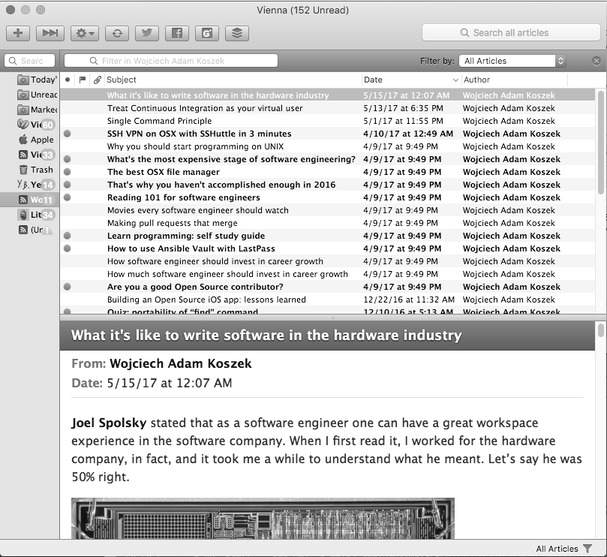 Vienna (152 Unread)
Search all articles
Searc
Filter in Wojciech Adam Koszek
Filter by: All Articles
Subject Date Author
Today'
Unread
Marke
Vi 60
Apple
Vi 33
Trash
Ye 14
We 11
Lit 34
(Ur 1
What it's like to write software in the hardware industry 5/15/17 at 12:07 AM Wojciech Adam Koszek
Treat Continuous Integration as your virtual user 5/13/17 at 6:35 PM Wojciech Adam Koszek
Single Command Principle 5/1/17 at 11:55 PM Wojciech Adam Koszek
SSH VPN on OSX with SSHuttle in 3 minutes 4/10/17 at 12:49 AM Wojciech Adam Koszek
Why you should start programming on UNIX 4/9/17 at 9:49 PM Wojciech Adam Koszek
What's the most expensive stage of software engineering? 4/9/17 at 9:49 PM Wojciech Adam Koszek
The best OSX file manager 4/9/17 at 9:49 PM Wojciech Adam Koszek
That's why you haven't accomplished enough in 2016 4/9/17 at 9:49 PM Wojciech Adam Koszek
Reading 101 for software engineers 4/9/17 at 9:49 PM Wojciech Adam Koszek
Movies every software engineer should watch 4/9/17 at 9:49 PM Wojciech Adam Koszek
Making pull requests that merge 4/9/17 at 9:49 PM Wojciech Adam Koszek
Learn programming: self study guide 4/9/17 at 9:49 PM Wojciech Adam Koszek
How to use Ansible Vault with LastPass 4/9/17 at 9:49 PM Wojciech Adam Koszek
How software engineer should invest in career growth 4/9/17 at 9:49 PM Wojciech Adam Koszek
How much software engineer should invest in career growth 4/9/17 at 9:49 PM Wojciech Adam Koszek
Are you a good Open Source contributor? 4/9/17 at 9:49 PM Wojciech Adam Koszek
Building an Open Source iOS app: lessons learned 12/22/16 at 11:32 AM Wojciech Adam Koszek
Quiz: portability of "find" command 12/10/16 at 5:13 AM Wojciech Adam Koszek
What it's like to write software in the hardware industry
From: Wojciech Adam Koszek
Date: 5/15/17 at 12:07 AM
Joel Spolsky stated that as a software engineer one can have a great workspace
experience in the software company. When I first read it, I worked for the hardware
company, in fact, and it took me a while to understand what he meant. Let's say he was
50% right.
All Articles